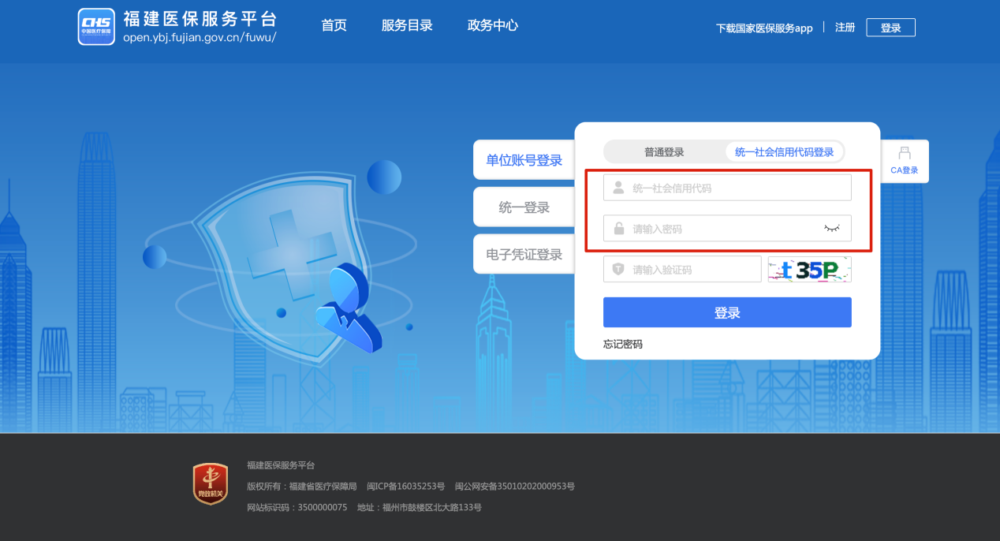 CHS
中国医疗保障
福建医保服务平台
open.ybj.fujian.gov.cn/fuwu/
首页
服务目录
政务中心
下载国家医保服务app
注册
登录
单位账号登录
统一登录
电子凭证登录
普通登录
统一社会信用代码登录
CA登录
统一社会信用代码
请输入密码
请输入验证码
t35P
登录
忘记密码
党政机关
福建医保服务平台
版权所有：福建省医疗保障局 闽ICP备16035253号 闽公网安备35010202000953号
网站标识码：3500000075 地址：福州市鼓楼区北大路133号